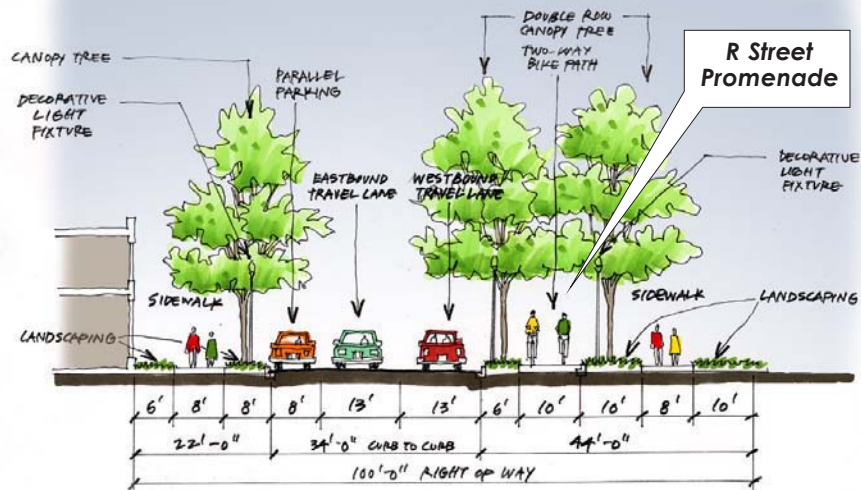 DOUBLE ROW
CANOPY TREE
TWO-WAY
BIKE PATH
R Street
Promenade
CANOPY TREE
PARALLEL
PARKING
DECORATIVE
LIGHT
FIXTURE
EASTBOUND
TRAVEL LANE
WESTBOUND
TRAVEL LANE
DECORATIVE
LIGHT
FIXTURE
SIDEWALK
SIDEWALK
LANDSCAPING
LANDSCAPING
6' 8' 8' 8' 13' 13' 6' 10' 10' 8' 10'
22'-0" 34'-0" CURB TO CURB 44'-0"
100'-0" RIGHT OF WAY